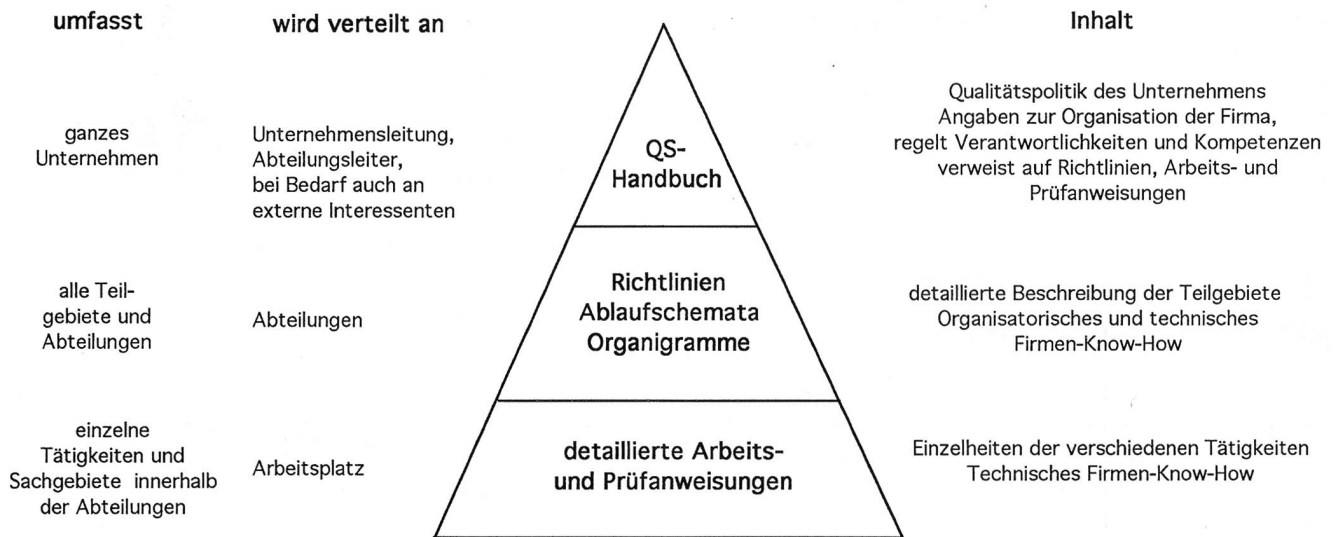 umfasst
wird verteilt an
Inhalt
ganzes
Unternehmen
Unternehmensleitung,
Abteilungsleiter,
bei Bedarf auch an
externe Interessenten
QS-
Handbuch
Qualitätspolitik des Unternehmens
Angaben zur Organisation der Firma,
regelt Verantwortlichkeiten und Kompetenzen
verweist auf Richtlinien, Arbeits- und
Prüfanweisungen
alle Teil-
gebiete und
Abteilungen
Abteilungen
Richtlinien
Ablaufschemata
Organigramme
detaillierte Beschreibung der Teilgebiete
Organisatorisches und technisches
Firmen-Know-How
einzelne
Tätigkeiten und
Sachgebiete innerhalb
der Abteilungen
Arbeitsplatz
detaillierte Arbeits-
und Prüfanweisungen
Einzelheiten der verschiedenen Tätigkeiten
Technisches Firmen-Know-How